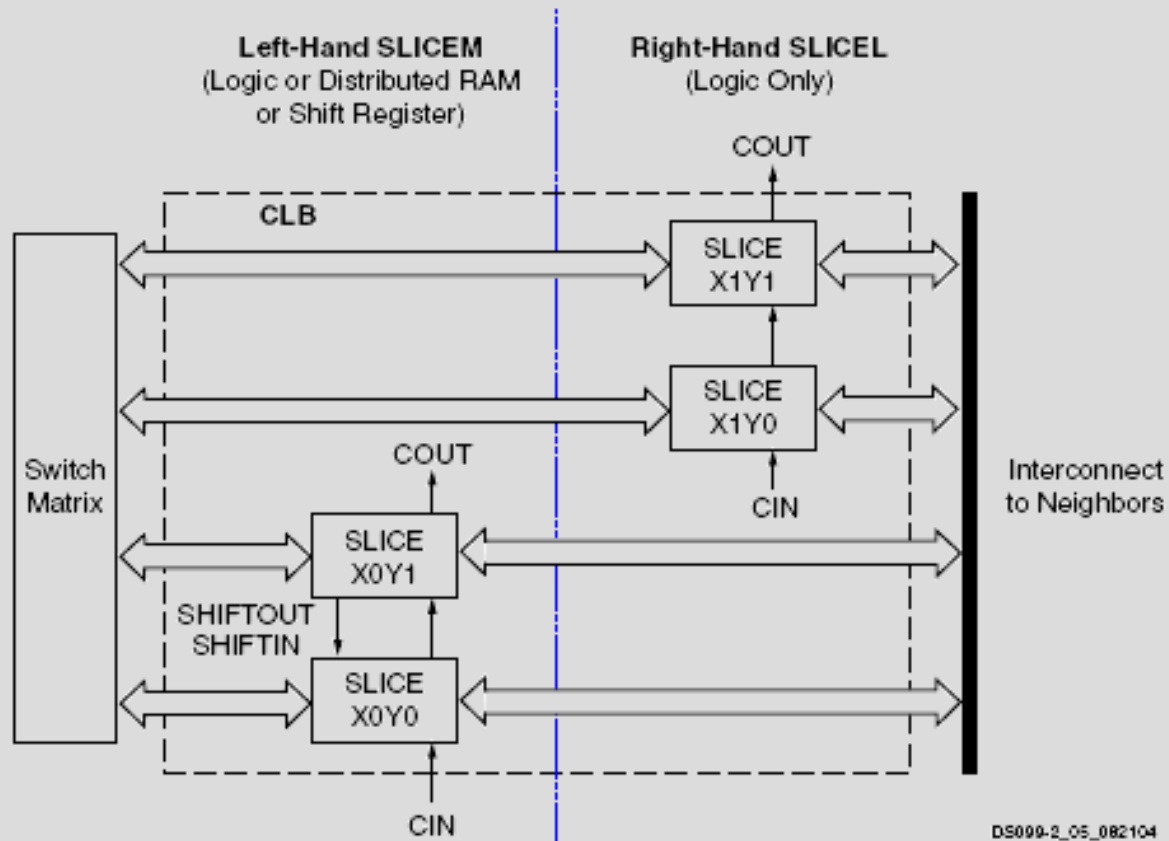 Left-Hand SLICEM
(Logic or Distributed RAM
or Shift Register)
Right-Hand SLICEL
(Logic Only)
COUT
CLB
SLICE
X1Y1
SLICE
X1Y0
COUT
CIN
Switch
Matrix
Interconnect
to Neighbors
SLICE
X0Y1
SHIFTOUT
SHIFTIN
SLICE
X0Y0
CIN
DS099-2_05_082104